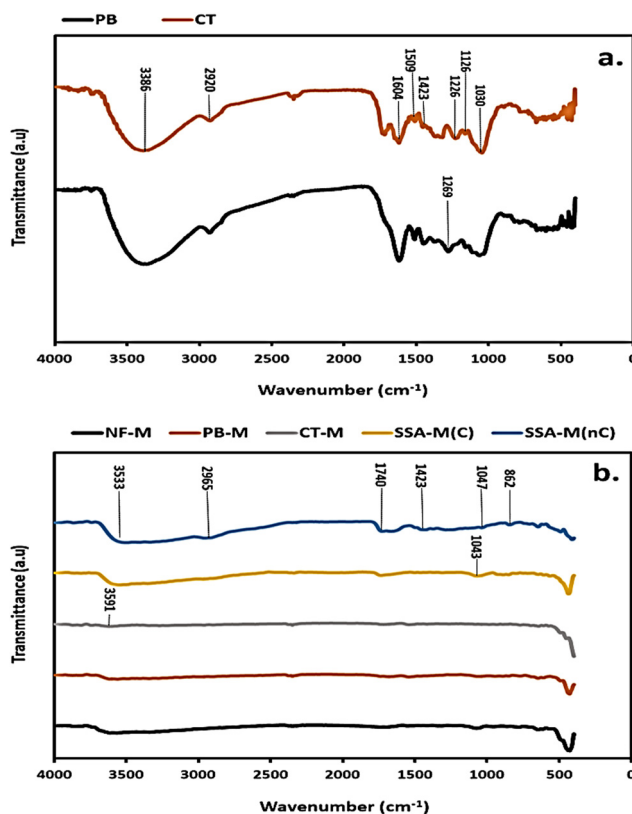 PB CT
a.
3386
2920
1604
1509
1423
1226
1126
1030
1269
Transmittance (a.u)
4000 3500 3000 2500 2000 1500 1000 500 0
Wavenumber (cm⁻¹)
NF-M PB-M CT-M SSA-M(C) SSA-M(nC)
b.
3533
2965
1740
1423
1047
862
1043
3591
Transmittance (a.u)
4000 3500 3000 2500 2000 1500 1000 500 0
Wavenumber (cm⁻¹)